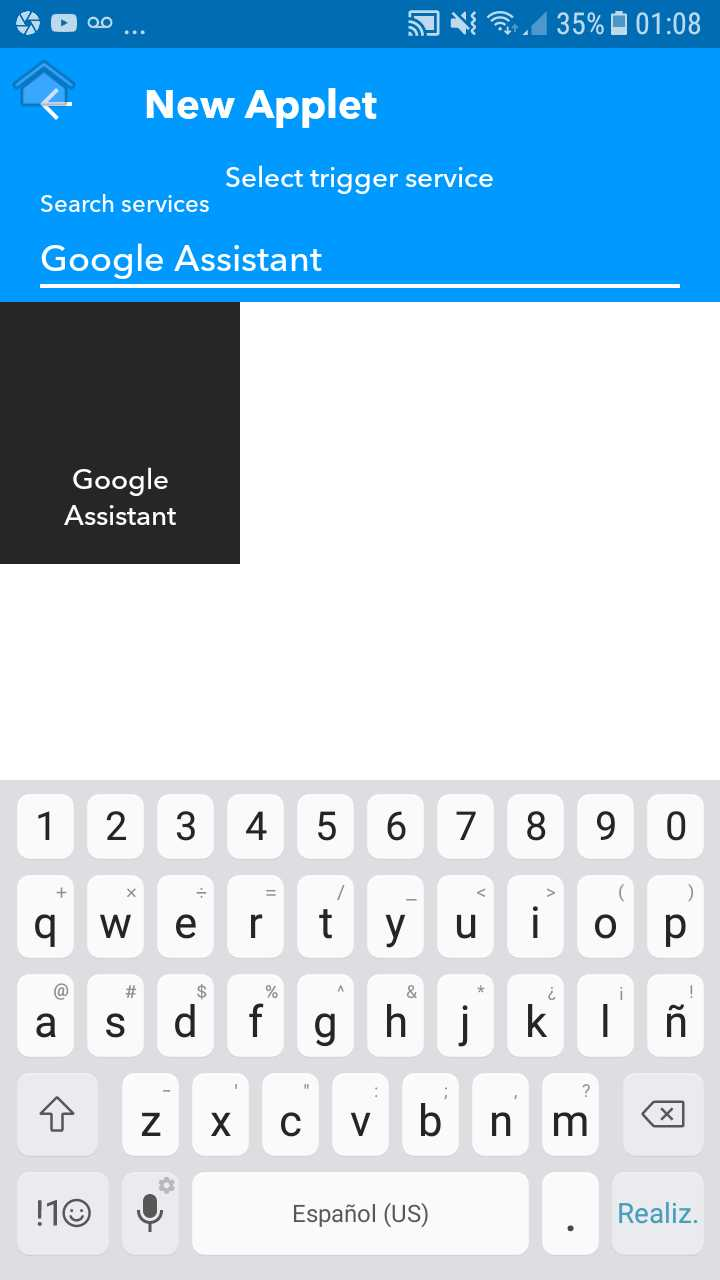 ... 35% 01:08
New Applet
Select trigger service
Search services
Google Assistant
Google
Assistant
1 2 3 4 5 6 7 8 9 0
+ × ÷ = / _ < > ( )
q w e r t y u i o p
@ # $ % ^ & * ¿ ¡ !
a s d f g h j k l ñ
- ' " : ; , ?
z x c v b n m
!1☺ Español (US) . Realiz.